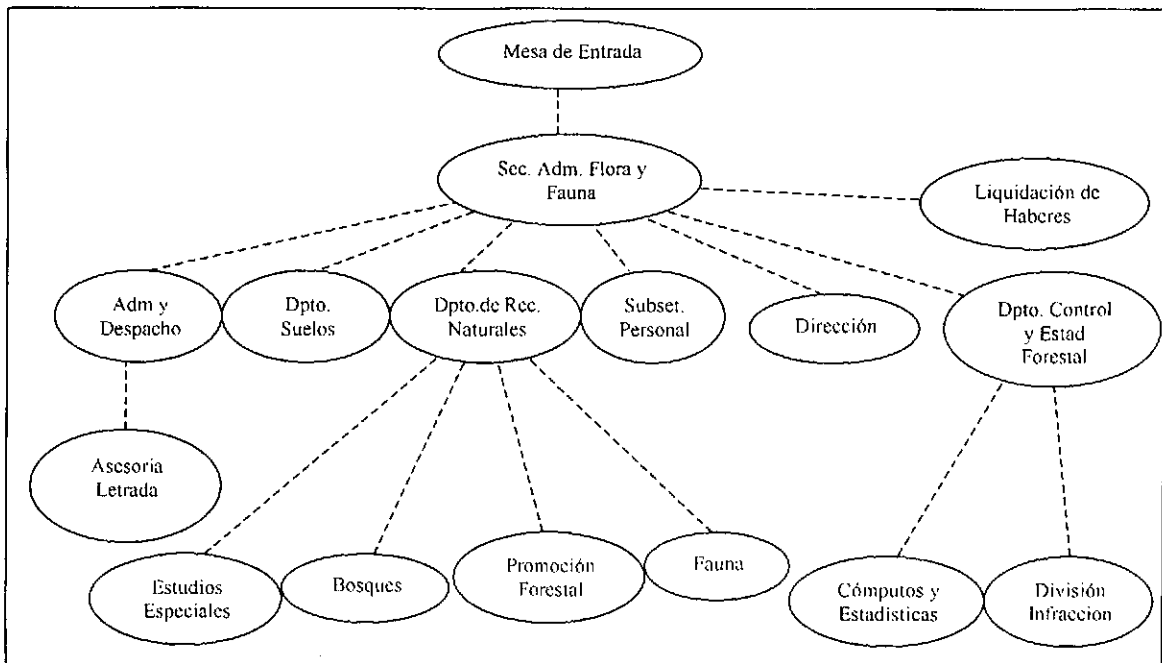 Mesa de Entrada
Sec. Adm. Flora y
Fauna
Liquidación de
Haberes
Adm y
Despacho
Dpto.
Suelos
Dpto.de Rec.
Naturales
Subset.
Personal
Dirección
Dpto. Control
y Estad
Forestal
Asesoria
Letrada
Estudios
Especiales
Bosques
Promoción
Forestal
Fauna
Cómputos y
Estadísticas
División
Infraccion